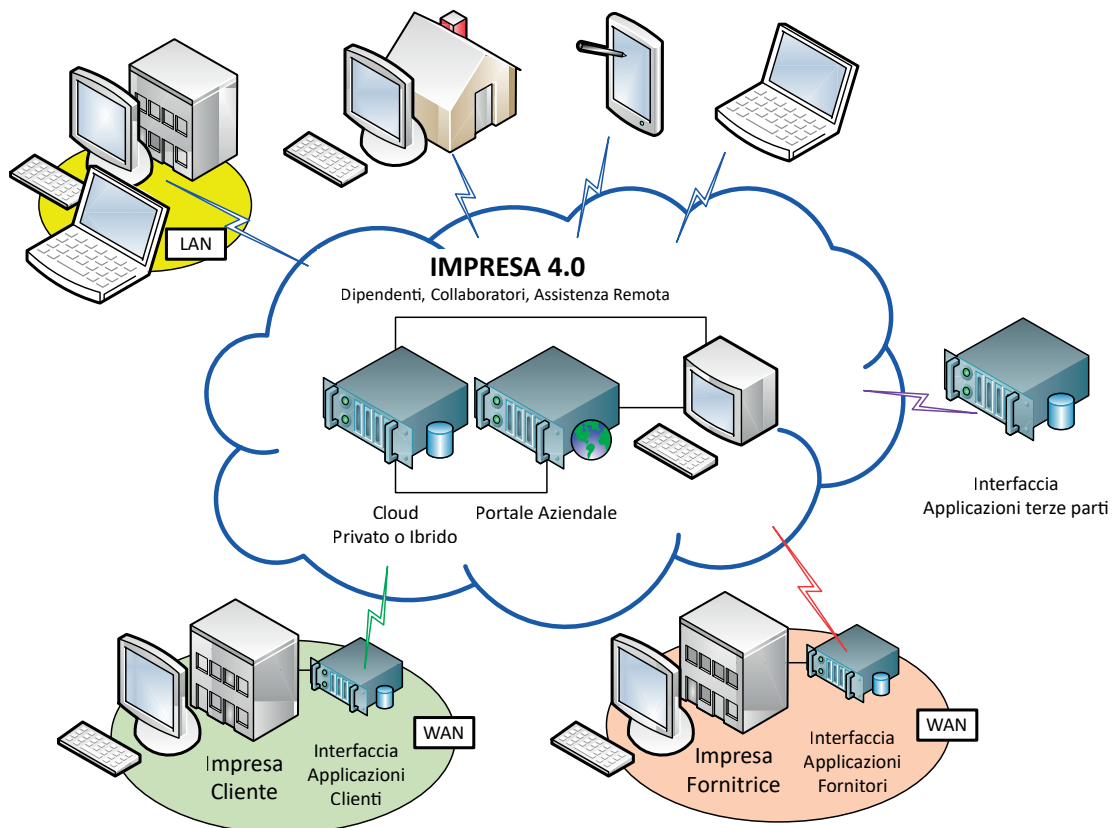 LAN
IMPRESA 4.0
Dipendenti, Collaboratori, Assistenza Remota
Cloud
Privato o Ibrido
Portale Aziendale
Interfaccia
Applicazioni terze parti
WAN
Impresa
Cliente
Interfaccia
Applicazioni
Clienti
WAN
Impresa
Fornitrice
Interfaccia
Applicazioni
Fornitori